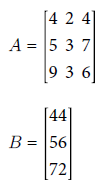 A = [4 2 4
5 3 7
9 3 6]
B = [44
56
72]